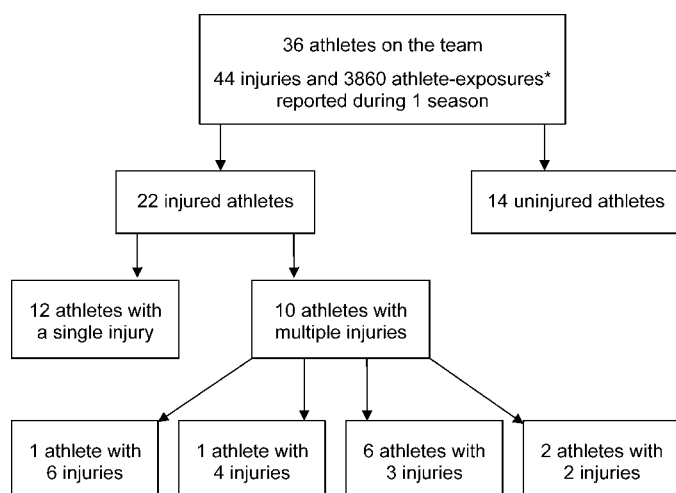 36 athletes on the team
44 injuries and 3860 athlete-exposures*
reported during 1 season
22 injured athletes
14 uninjured athletes
12 athletes with
a single injury
10 athletes with
multiple injuries
1 athlete with
6 injuries
1 athlete with
4 injuries
6 athletes with
3 injuries
2 athletes with
2 injuries